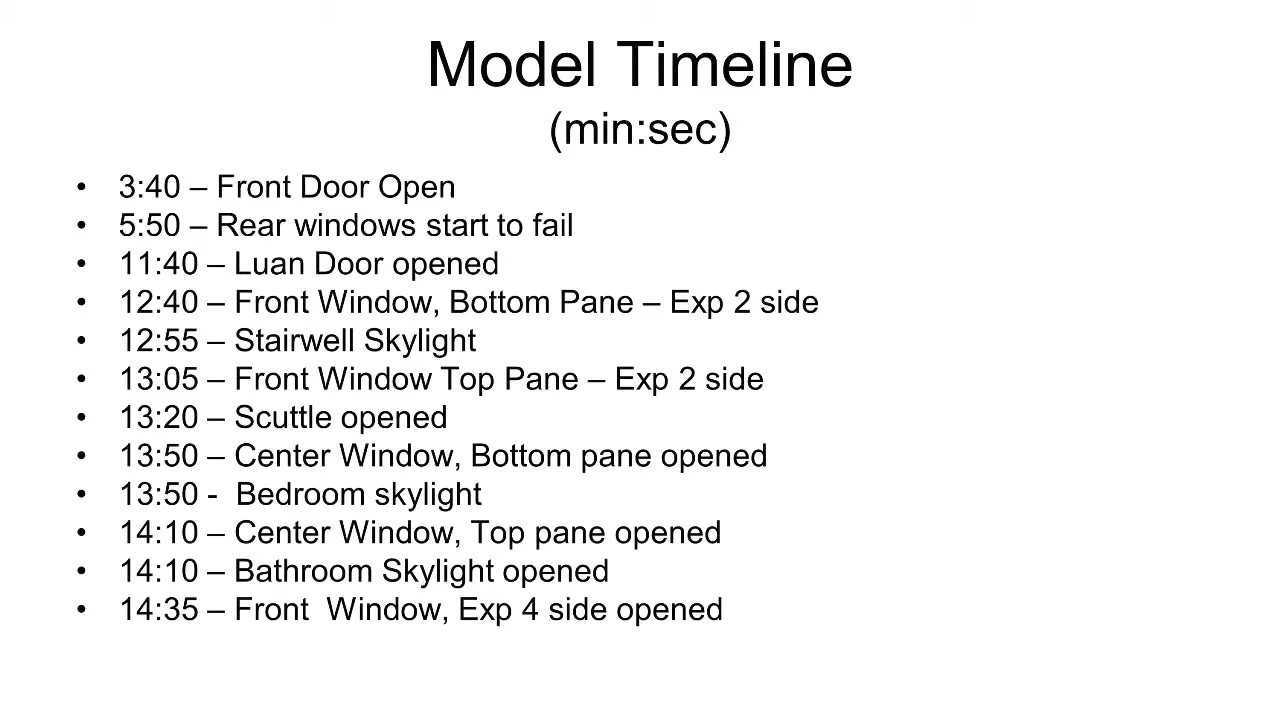 Model Timeline
(min:sec)
• 3:40 – Front Door Open
• 5:50 – Rear windows start to fail
• 11:40 – Luan Door opened
• 12:40 – Front Window, Bottom Pane – Exp 2 side
• 12:55 – Stairwell Skylight
• 13:05 – Front Window Top Pane – Exp 2 side
• 13:20 – Scuttle opened
• 13:50 – Center Window, Bottom pane opened
• 13:50 -  Bedroom skylight
• 14:10 – Center Window, Top pane opened
• 14:10 – Bathroom Skylight opened
• 14:35 – Front  Window, Exp 4 side opened